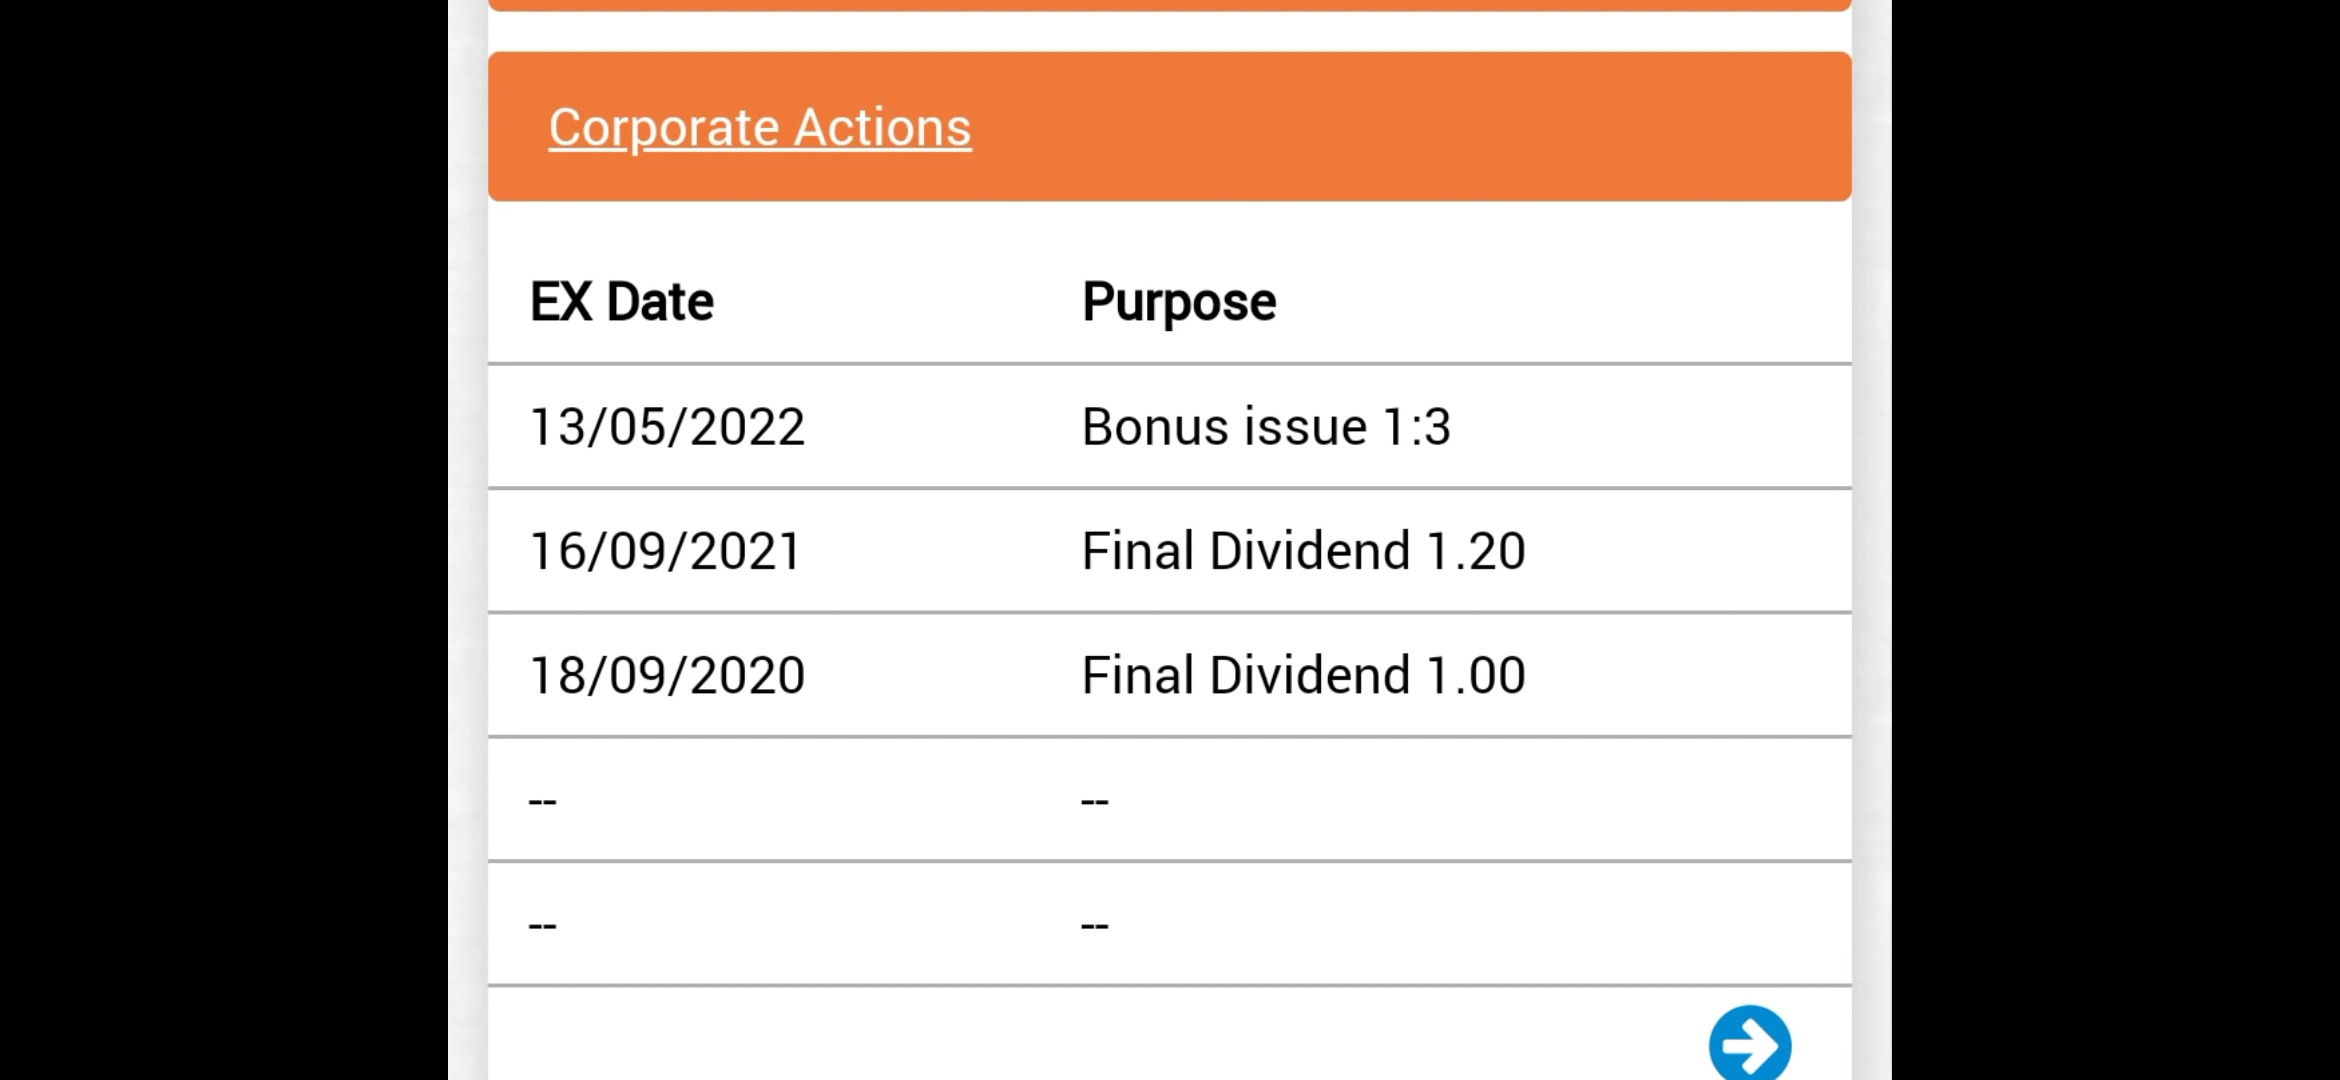 Corporate Actions
EX Date Purpose
13/05/2022 Bonus issue 1:3
16/09/2021 Final Dividend 1.20
18/09/2020 Final Dividend 1.00
-- --
-- --